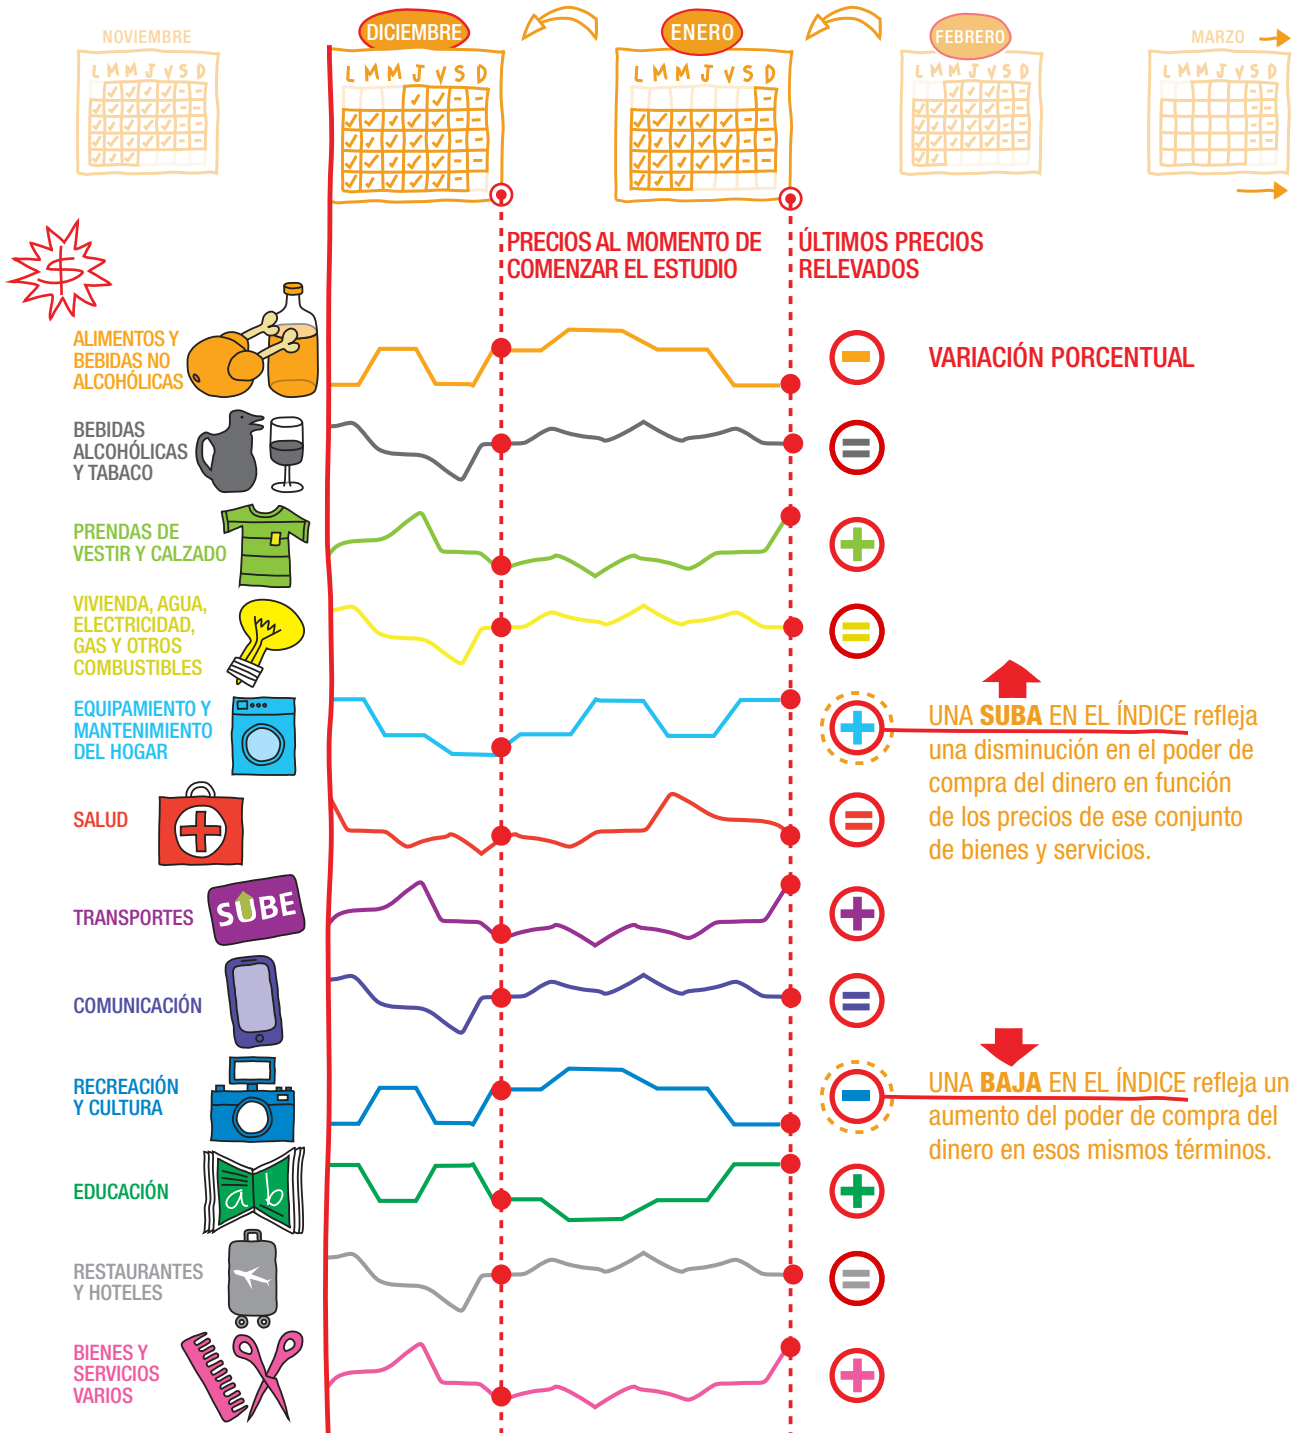 NOVIEMBRE
DICIEMBRE
ENERO
FEBRERO
MARZO
L M M J V S D
L M M J V S D
L M M J V S D
L M M J V S D
L M M J V S D
PRECIOS AL MOMENTO DE
COMENZAR EL ESTUDIO
ÚLTIMOS PRECIOS
RELEVADOS
$
ALIMENTOS Y
BEBIDAS NO
ALCOHÓLICAS
VARIACIÓN PORCENTUAL
BEBIDAS
ALCOHÓLICAS
Y TABACO
PRENDAS DE
VESTIR Y CALZADO
VIVIENDA, AGUA,
ELECTRICIDAD,
GAS Y OTROS
COMBUSTIBLES
EQUIPAMIENTO Y
MANTENIMIENTO
DEL HOGAR
UNA SUBA EN EL ÍNDICE refleja
una disminución en el poder de
compra del dinero en función
de los precios de ese conjunto
de bienes y servicios.
SALUD
TRANSPORTES
SUBE
COMUNICACIÓN
RECREACIÓN
Y CULTURA
UNA BAJA EN EL ÍNDICE refleja un
aumento del poder de compra del
dinero en esos mismos términos.
EDUCACIÓN
a b
RESTAURANTES
Y HOTELES
BIENES Y
SERVICIOS
VARIOS